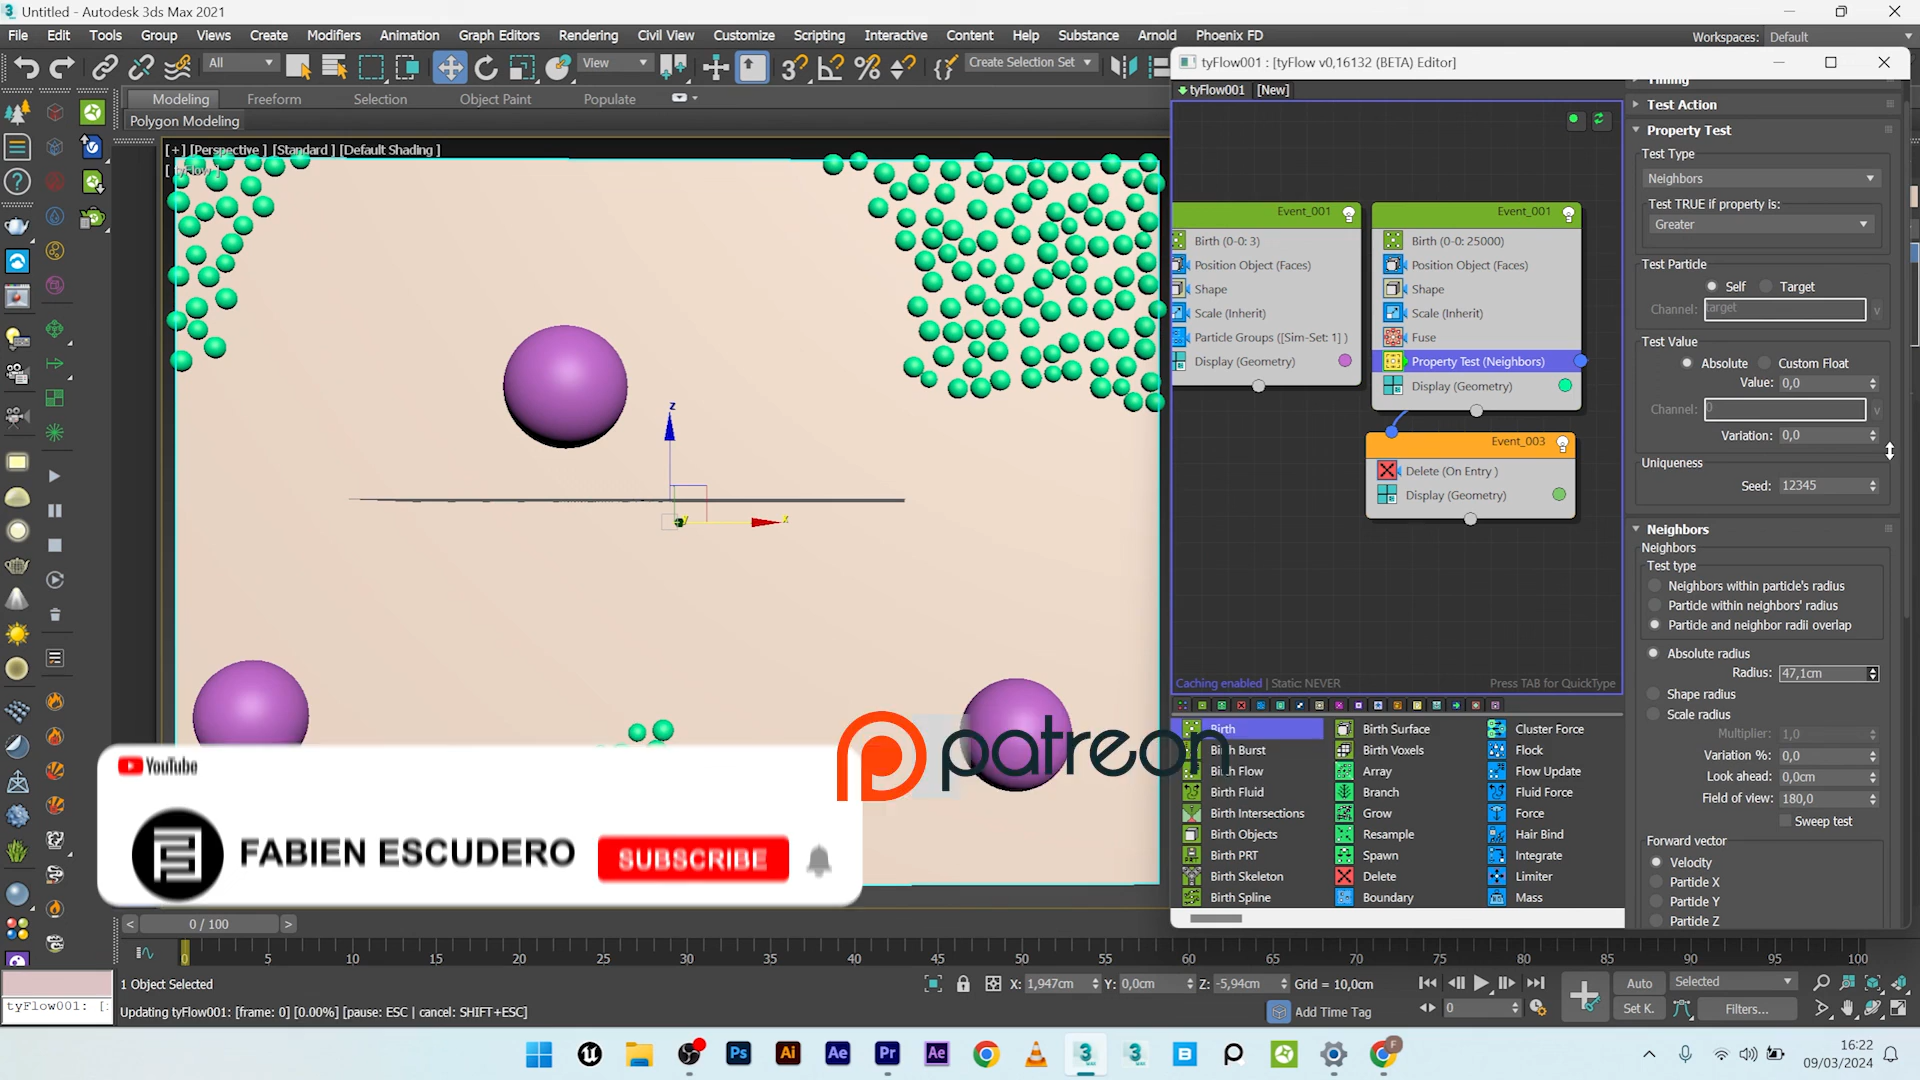 Untitled - Autodesk 3ds Max 2021
File Edit Tools Group Views Create Modifiers Animation Graph Editors Rendering Civil View Customize Scripting Interactive Content Help Substance Arnold Phoenix FD
Workspaces: Default
All View Create Selection Set
Modeling Freeform Selection Object Paint Populate
Polygon Modeling
[+] [Perspective ] [Standard ] [Default Shading ]
z
x
tyFlow001 : [tyFlow v0,16132 (BETA) Editor]
tyFlow001 [New]
Event_001
Birth (0-0: 3)
Position Object (Faces)
Shape
Scale (Inherit)
Particle Groups ([Sim-Set: 1] )
Display (Geometry)
Event_001
Birth (0-0: 25000)
Position Object (Faces)
Shape
Scale (Inherit)
Fuse
Property Test (Neighbors)
Display (Geometry)
Event_003
Delete (On Entry )
Display (Geometry)
Caching enabled | Static: NEVER
Press TAB for QuickType
Birth Birth Surface Cluster Force
Birth Burst Birth Voxels Flock
Birth Flow Array Flow Update
Birth Fluid Branch Fluid Force
Birth Intersections Grow Force
Birth Objects Resample Hair Bind
Birth PRT Spawn Integrate
Birth Skeleton Delete Limiter
Birth Spline Boundary Mass
Timing
Test Action
Property Test
Test Type
Neighbors
Test TRUE if property is:
Greater
Test Particle
Self Target
Channel: target v
Test Value
Absolute Custom Float
Value: 0,0
Channel: 0 v
Variation: 0,0
Uniqueness
Seed: 12345
Neighbors
Neighbors
Test type
Neighbors within particle's radius
Particle within neighbors' radius
Particle and neighbor radii overlap
Absolute radius
Radius: 47,1cm
Shape radius
Scale radius
Multiplier: 1,0
Variation %: 0,0
Look ahead: 0,0cm
Field of view: 180,0
Sweep test
Forward vector
Velocity
Particle X
Particle Y
Particle Z
YouTube
FABIEN ESCUDERO
SUBSCRIBE
patreon
< 0 / 100 >
0 5 10 15 20 25 30 35 40 45 50 55 60 65 70 75 80 85 90 95 100
1 Object Selected
X: 1,947cm Y: 0,0cm Z: -5,94cm Grid = 10,0cm
Auto Selected
tyFlow001: [
Updating tyFlow001: [frame: 0] [0.00%] [pause: ESC | cancel: SHIFT+ESC]
Add Time Tag
0
Set K. Filters...
Ps Ai Ae Pr Ae 3 3 B F
16:22
09/03/2024